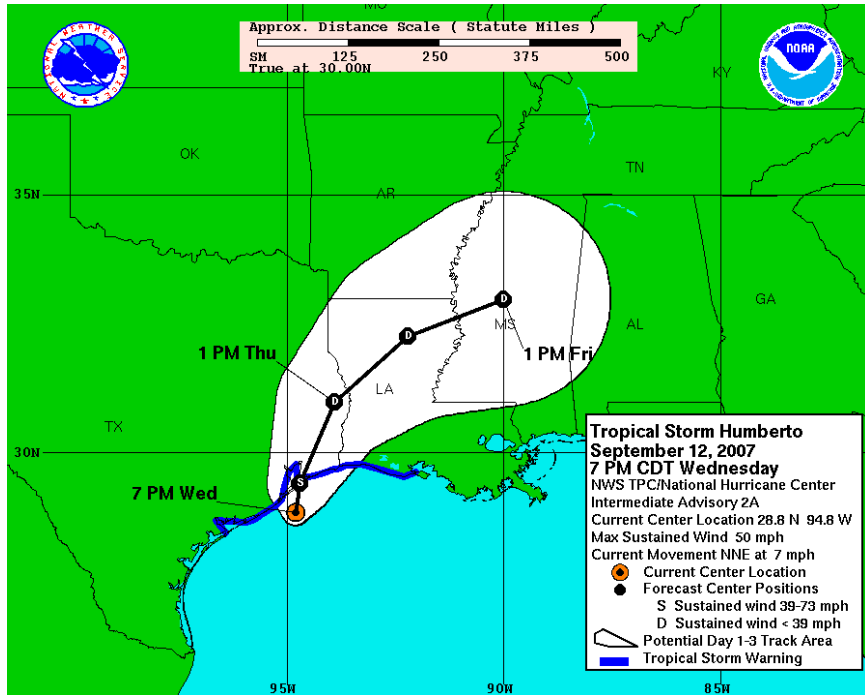 MO
Approx. Distance Scale ( Statute Miles )
SM 125 250 375 500
True at 30.00N
NATIONAL WEATHER SERVICE
NOAA
KY
OK
TN
AR
35N
GA
MS
AL
1 PM Thu
1 PM Fri
LA
TX
30N
7 PM Wed
D
D
D
S
Tropical Storm Humberto
September 12, 2007
7 PM CDT Wednesday
NWS TPC/National Hurricane Center
Intermediate Advisory 2A
Current Center Location 28.8 N 94.8 W
Max Sustained Wind 50 mph
Current Movement NNE at 7 mph
Current Center Location
Forecast Center Positions
S Sustained wind 39-73 mph
D Sustained wind < 39 mph
Potential Day 1-3 Track Area
Tropical Storm Warning
95W 90W 85W